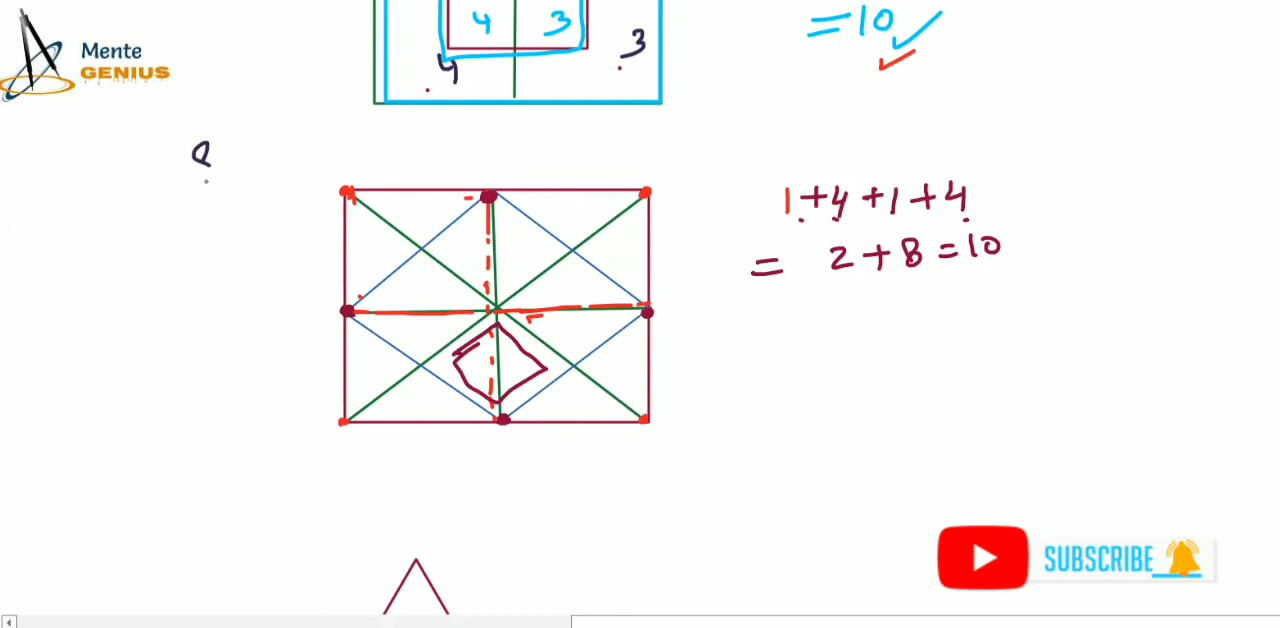 4 3
= 10
3
4
Mente
GENIUS
1 + 4 + 1 + 4
= 2 + 8 = 10
SUBSCRIBE